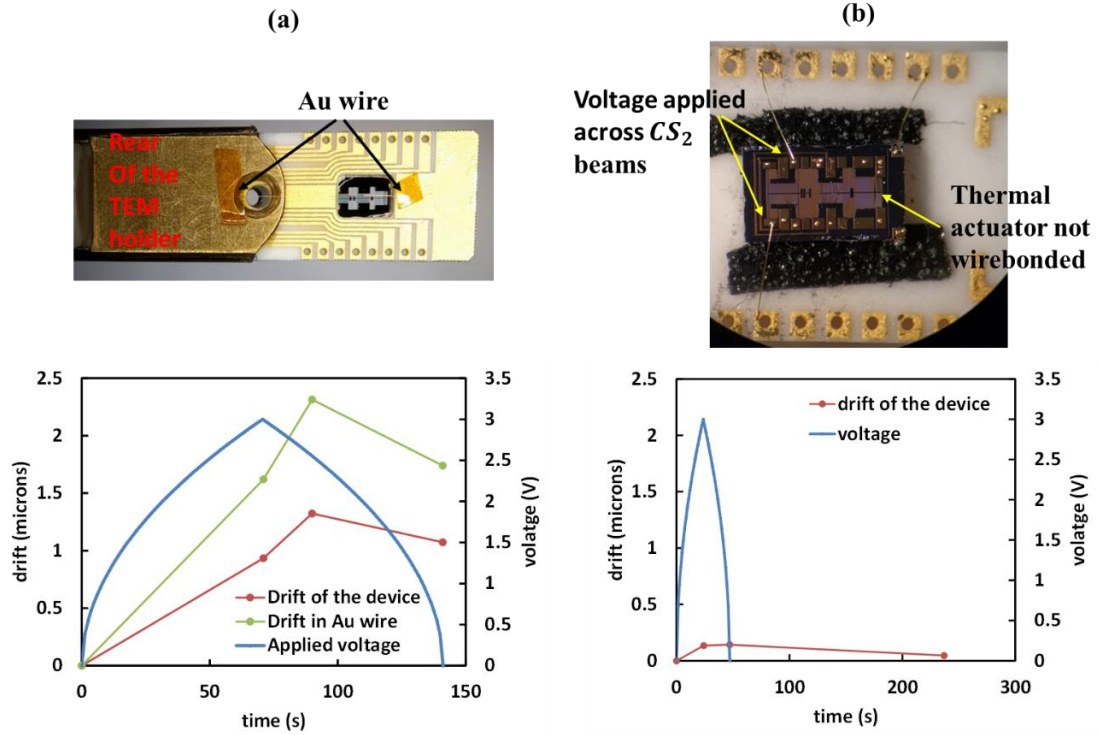 (a)
Au wire
Rear
Of the
TEM
holder
(b)
Voltage applied
across CS₂
beams
Thermal
actuator not
wirebonded
2.5
2
1.5
1
0.5
0
drift (microns)
3.5
3
2.5
2
1.5
1
0.5
0
volatge (V)
Drift of the device
Drift in Au wire
Applied voltage
0
50
100
150
time (s)
2.5
2
1.5
1
0.5
0
drift (microns)
3.5
3
2.5
2
1.5
1
0.5
0
volatge (V)
drift of the device
voltage
0
100
200
300
time (s)